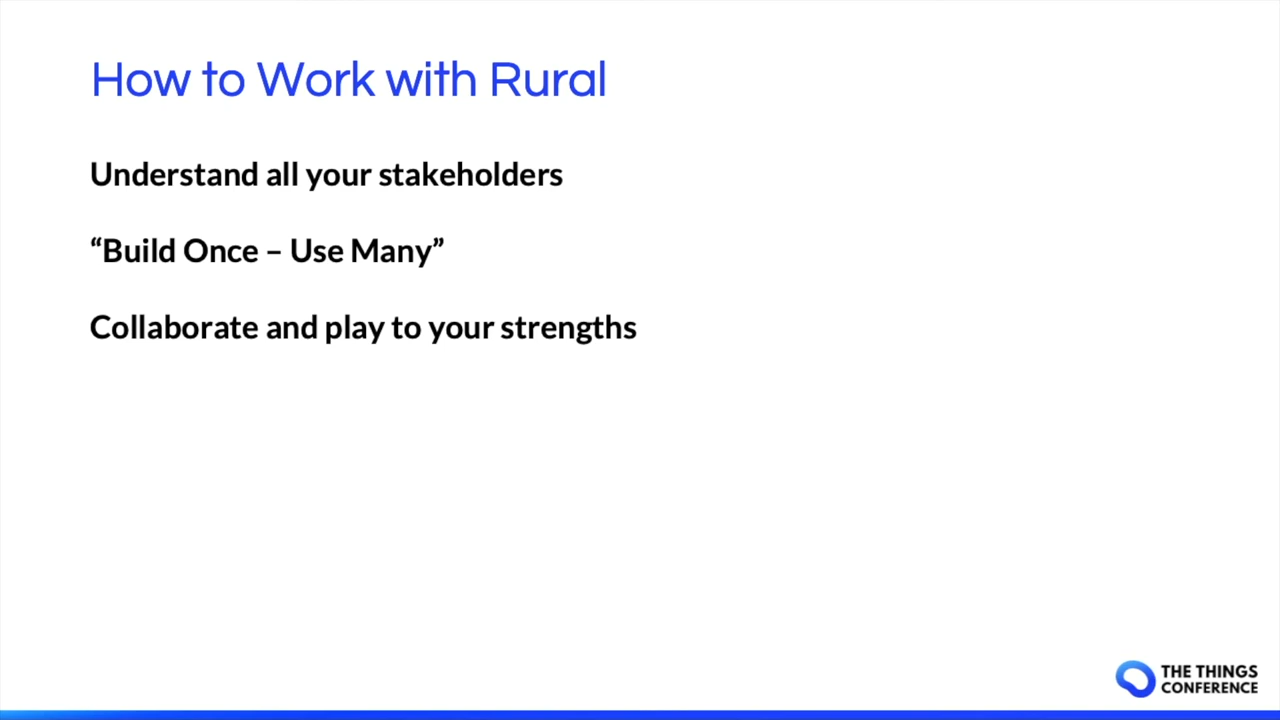 How to Work with Rural
Understand all your stakeholders
“Build Once – Use Many”
Collaborate and play to your strengths
THE THINGS
CONFERENCE